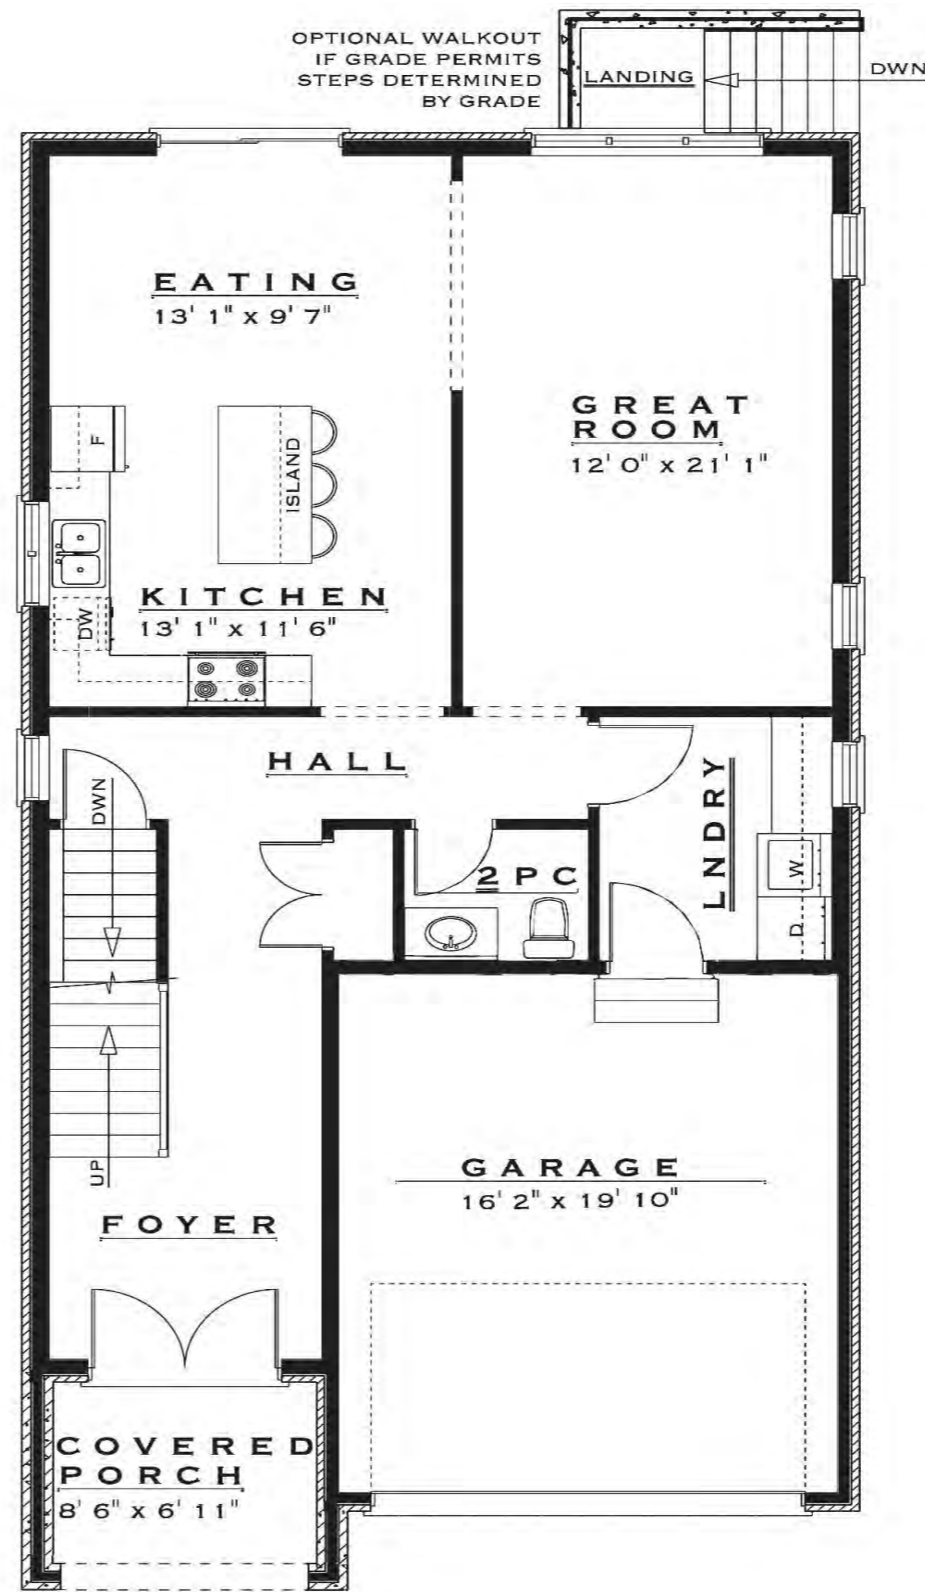 OPTIONAL WALKOUT
IF GRADE PERMITS
STEPS DETERMINED
BY GRADE
LANDING
DWN
EATING
13' 1" x 9' 7"
GREAT
ROOM
12' 0" x 21' 1"
F
ISLAND
KITCHEN
13' 1" x 11' 6"
DW
HALL
DWN
LNDRY
2 PC
W
D
UP
GARAGE
16' 2" x 19' 10"
FOYER
COVERED
PORCH
8' 6" x 6' 11"